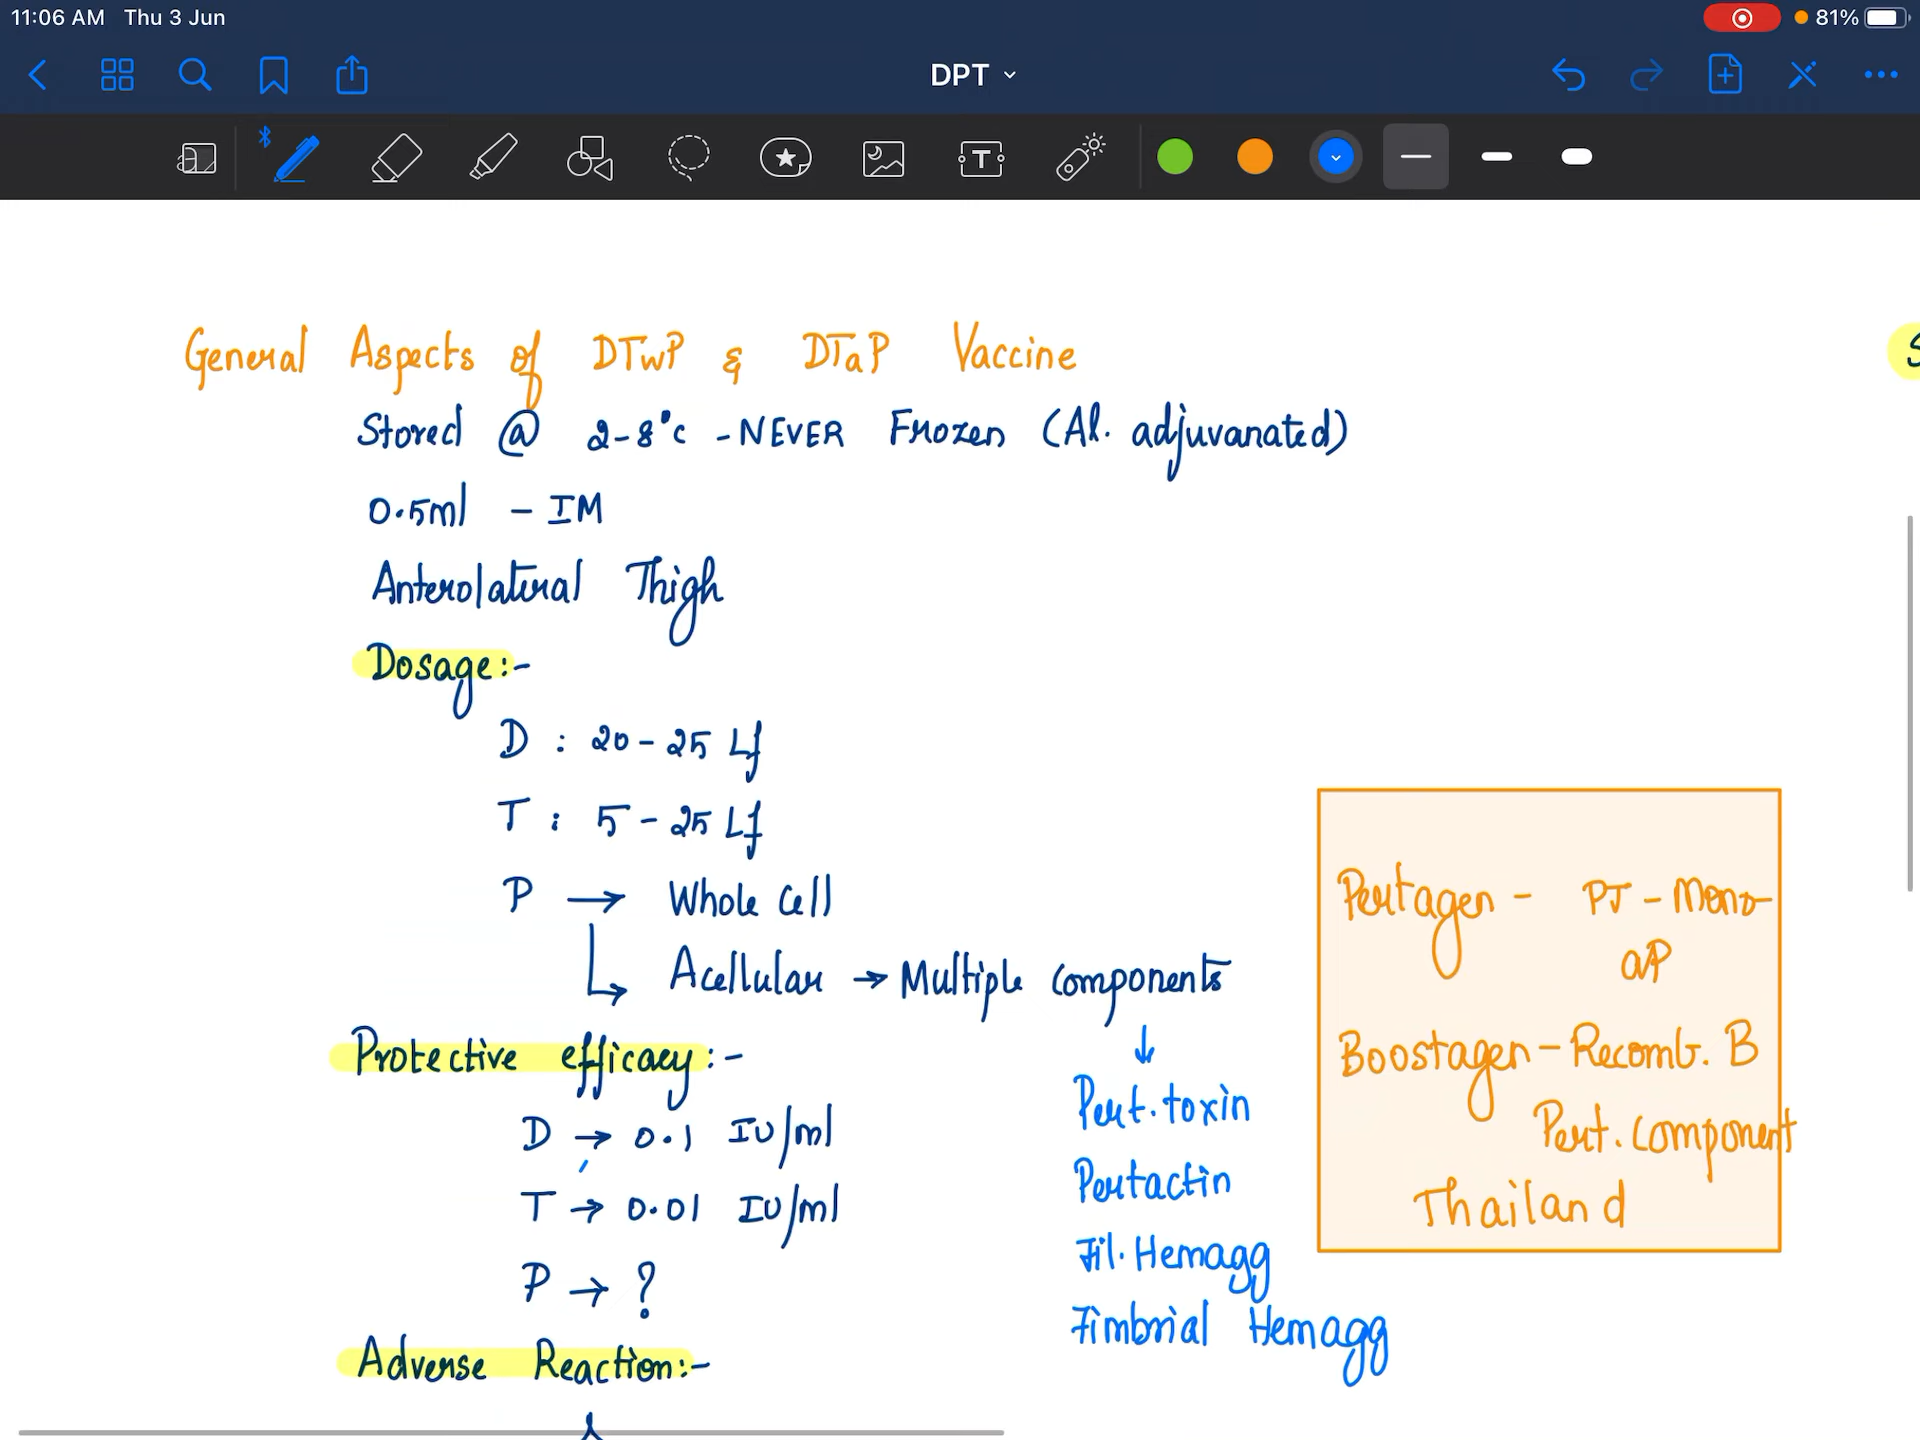 11:06 AM Thu 3 Jun
81%
DPT
General Aspects of DTwP & DTaP Vaccine
S
Stored @ 2-8°c - NEVER Frozen (Al. adjuvanated)
0.5ml - IM
Anterolateral Thigh
Dosage:-
D : 20-25 Lf
T : 5-25 Lf
P → Whole Cell
Acellular → Multiple components
↓
Pert. toxin
Pertactin
Fil. Hemagg
Fimbrial Hemagg
Pertagen - PT - Mono-
aP
Boostagen - Recomb. B
Pert. Component
Thailand
Protective efficacy:-
D → 0.1 IU/ml
T → 0.01 IU/ml
P → ?
Adverse Reaction:-